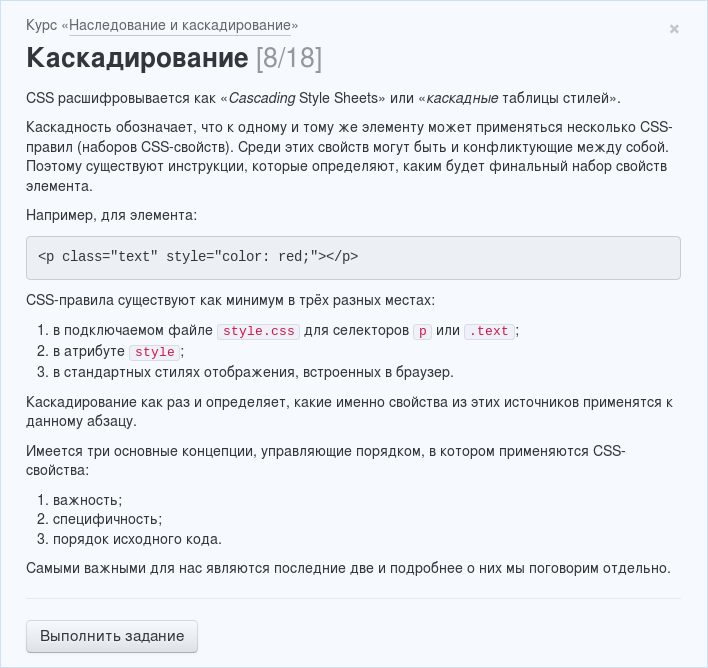 Курс «Наследование и каскадирование»
×
Каскадирование [8/18]
CSS расшифровывается как «Cascading Style Sheets» или «каскадные таблицы стилей».
Каскадность обозначает, что к одному и тому же элементу может применяться несколько CSS-
правил (наборов CSS-свойств). Среди этих свойств могут быть и конфликтующие между собой.
Поэтому существуют инструкции, которые определяют, каким будет финальный набор свойств
элемента.
Например, для элемента:
<p class="text" style="color: red;"></p>
CSS-правила существуют как минимум в трёх разных местах:
1. в подключаемом файле style.css для селекторов p или .text;
2. в атрибуте style;
3. в стандартных стилях отображения, встроенных в браузер.
Каскадирование как раз и определяет, какие именно свойства из этих источников применятся к
данному абзацу.
Имеется три основные концепции, управляющие порядком, в котором применяются CSS-
свойства:
1. важность;
2. специфичность;
3. порядок исходного кода.
Самыми важными для нас являются последние две и подробнее о них мы поговорим отдельно.
Выполнить задание